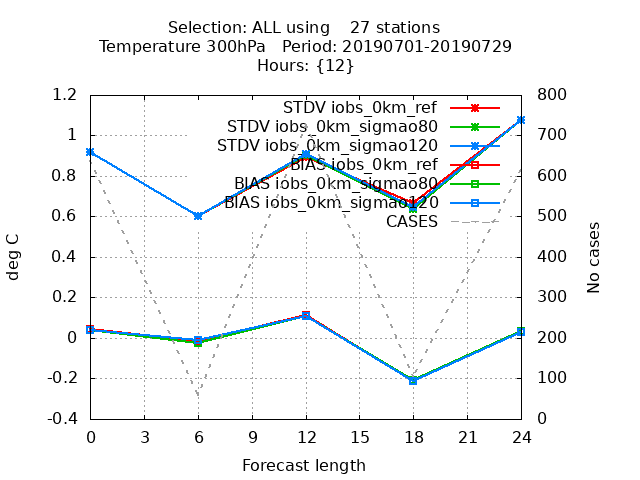 Selection: ALL using    27 stations
Temperature 300hPa   Period: 20190701-20190729
Hours: {12}
1.2
1
0.8
0.6
0.4
0.2
0
-0.2
-0.4
deg C
800
700
600
500
400
300
200
100
0
No cases
STDV iobs_0km_ref
STDV iobs_0km_sigmao80
STDV iobs_0km_sigmao120
BIAS iobs_0km_ref
BIAS iobs_0km_sigmao80
BIAS iobs_0km_sigmao120
CASES
0 3 6 9 12 15 18 21 24
Forecast length